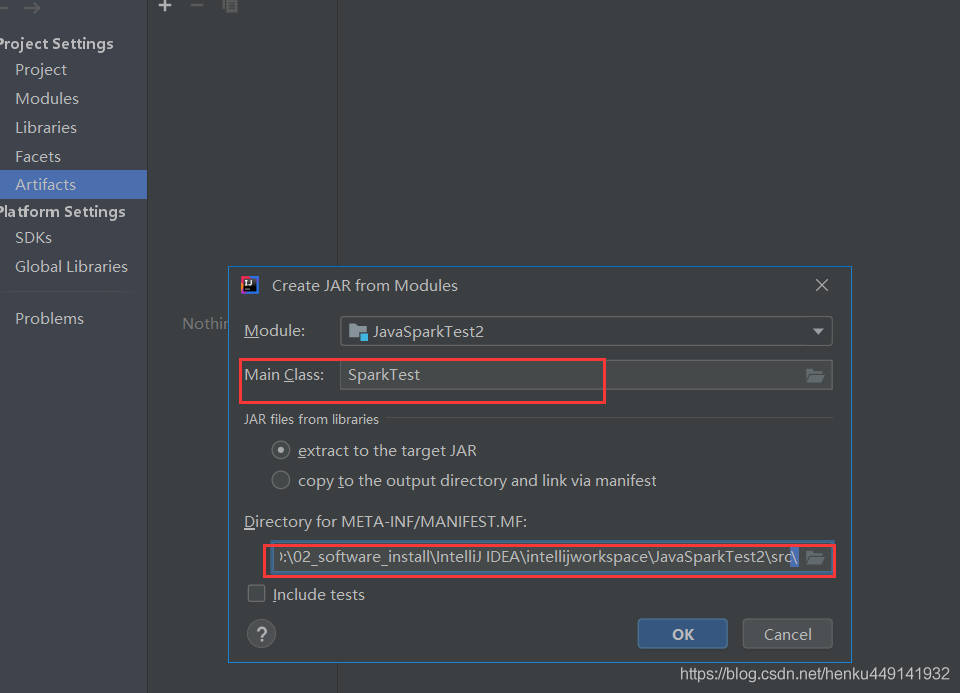 Project Settings
Project
Modules
Libraries
Facets
Artifacts
Platform Settings
SDKs
Global Libraries
Problems
Nothin
Create JAR from Modules
Module: JavaSparkTest2
Main Class: SparkTest
JAR files from libraries
extract to the target JAR
copy to the output directory and link via manifest
Directory for META-INF/MANIFEST.MF:
:\02_software_install\IntelliJ IDEA\intellijworkspace\JavaSparkTest2\src\
Include tests
?
OK Cancel
https://blog.csdn.net/henku449141932